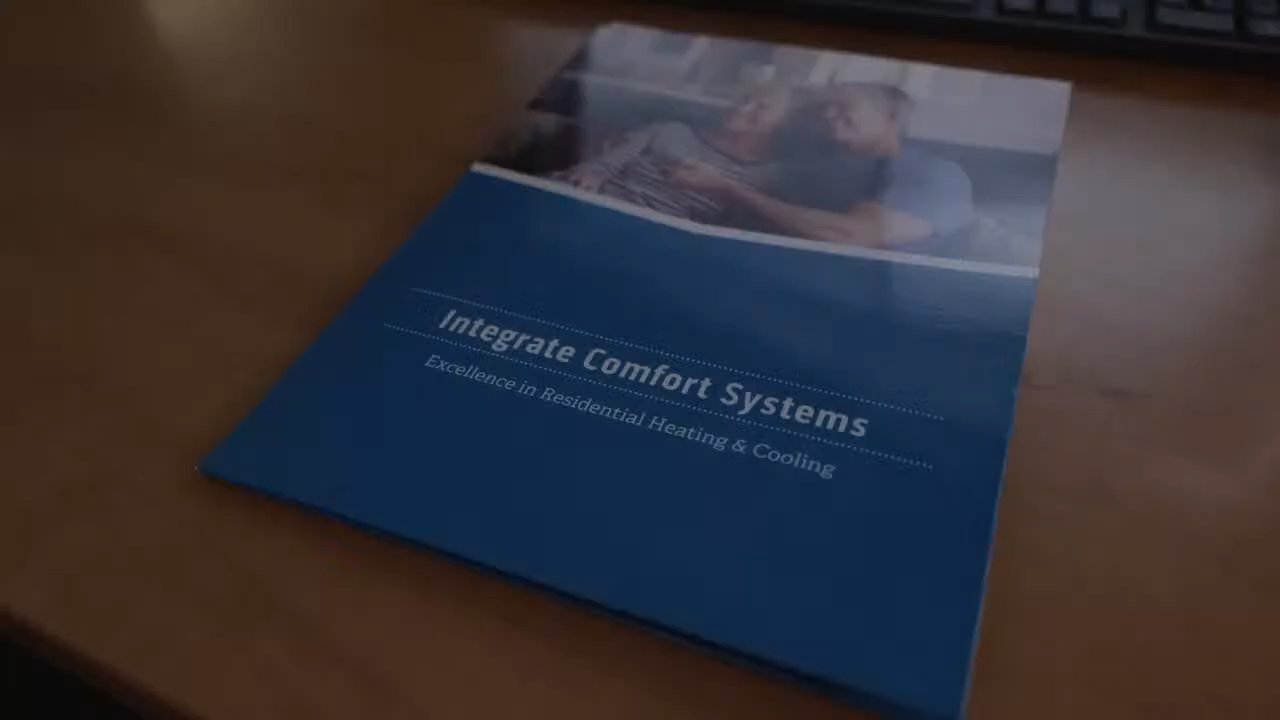 Integrate Comfort Systems
Excellence in Residential Heating & Cooling